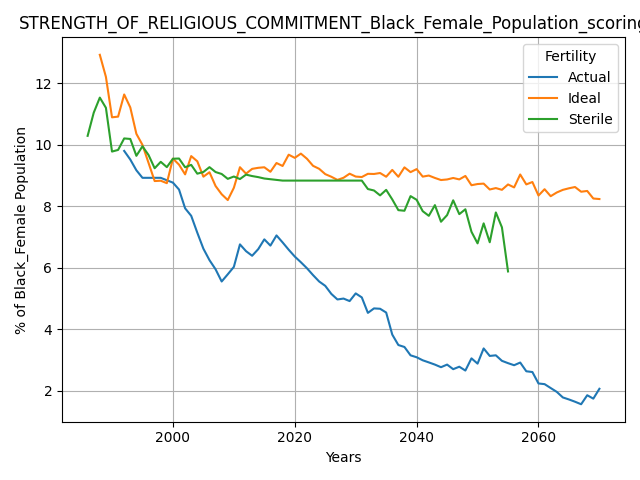 STRENGTH_OF_RELIGIOUS_COMMITMENT_Black_Female_Population_scoring
Fertility
Actual
Ideal
Sterile
% of Black_Female Population
12
10
8
6
4
2
2000
2020
2040
2060
Years